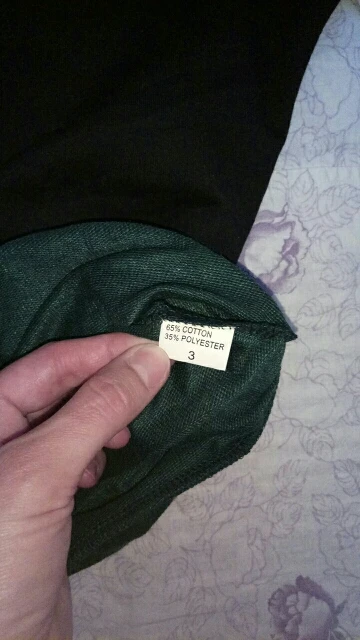 65% COTTON
35% POLYESTER
3